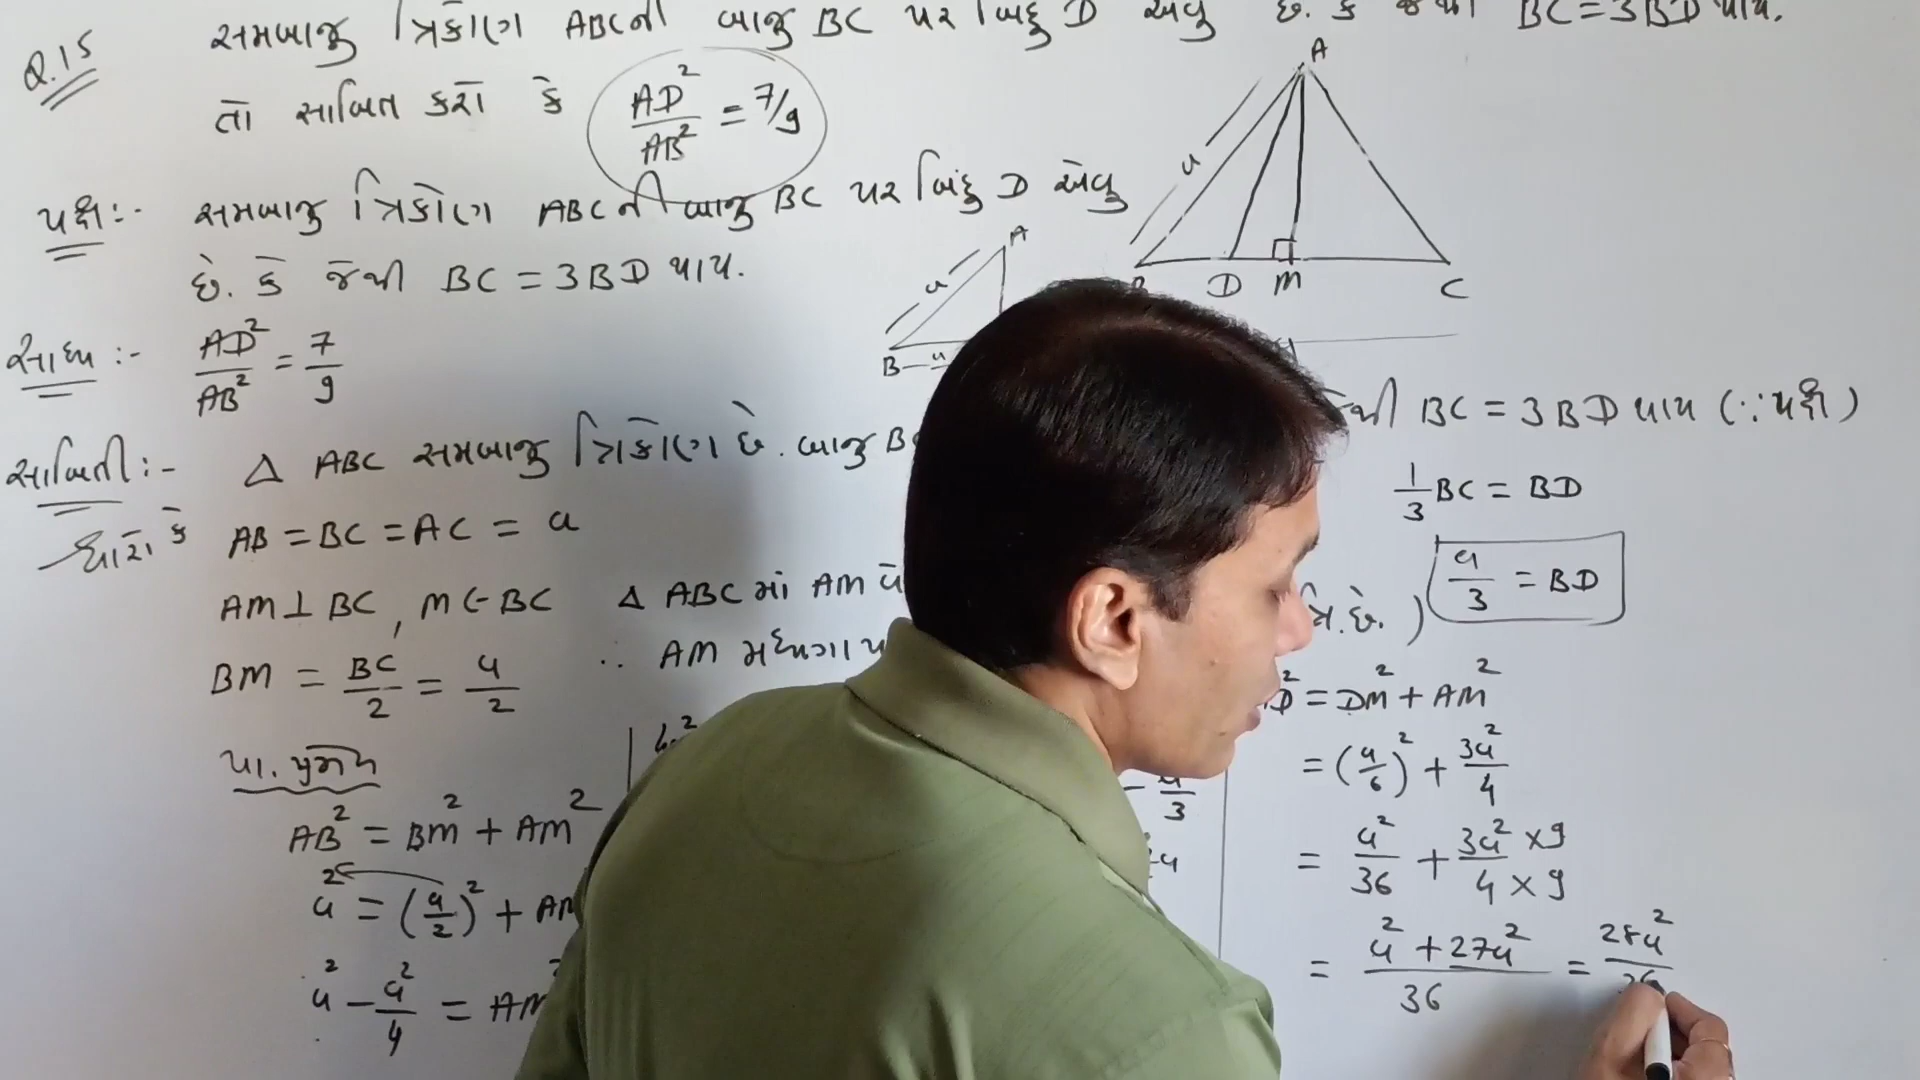 Q.15 સમબાજુ ત્રિકોણ ABCની બાજુ BC પર બિંદુ D એવુ છે. કે જેથી BC = 3BD થાય.
તો સાબિત કરો કે AD²/AB² = 7/9
પક્ષ :- સમબાજુ ત્રિકોણ ABCની બાજુ BC પર બિંદુ D એવુ
છે. કે જેથી BC = 3BD થાય.
સાધ્ય :- AD²/AB² = 7/9
સાબિતી :- △ ABC સમબાજુ ત્રિકોણ છે. બાજુ B
ધારો કે AB = BC = AC = a
AM ⊥ BC, M ∈ BC △ ABC માં AM
BM = BC/2 = a/2 ∴ AM મધ્યગા
પા. પ્રમેય
AB² = BM² + AM²
a² = (a/2)² + AM
a² - a²/4 = AM
A
a
B a
A
a
D M C
BC = 3BD થાય (∵ પક્ષ)
1/3 BC = BD
a/3 = BD
ત્રિ.છે.)
D² = DM² + AM²
= (a/6)² + 3a²/4
= a²/36 + 3a²/4 ×9/×9
= a² + 27a²/36 = 28a²/36
- a/3